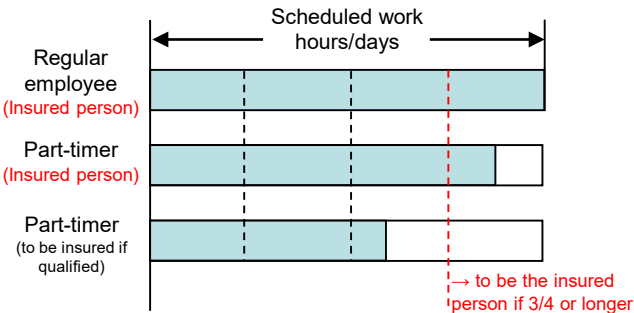 Scheduled work
hours/days
Regular
employee
(Insured person)
Part-timer
(Insured person)
Part-timer
(to be insured if
qualified)
→ to be the insured
person if 3/4 or longer